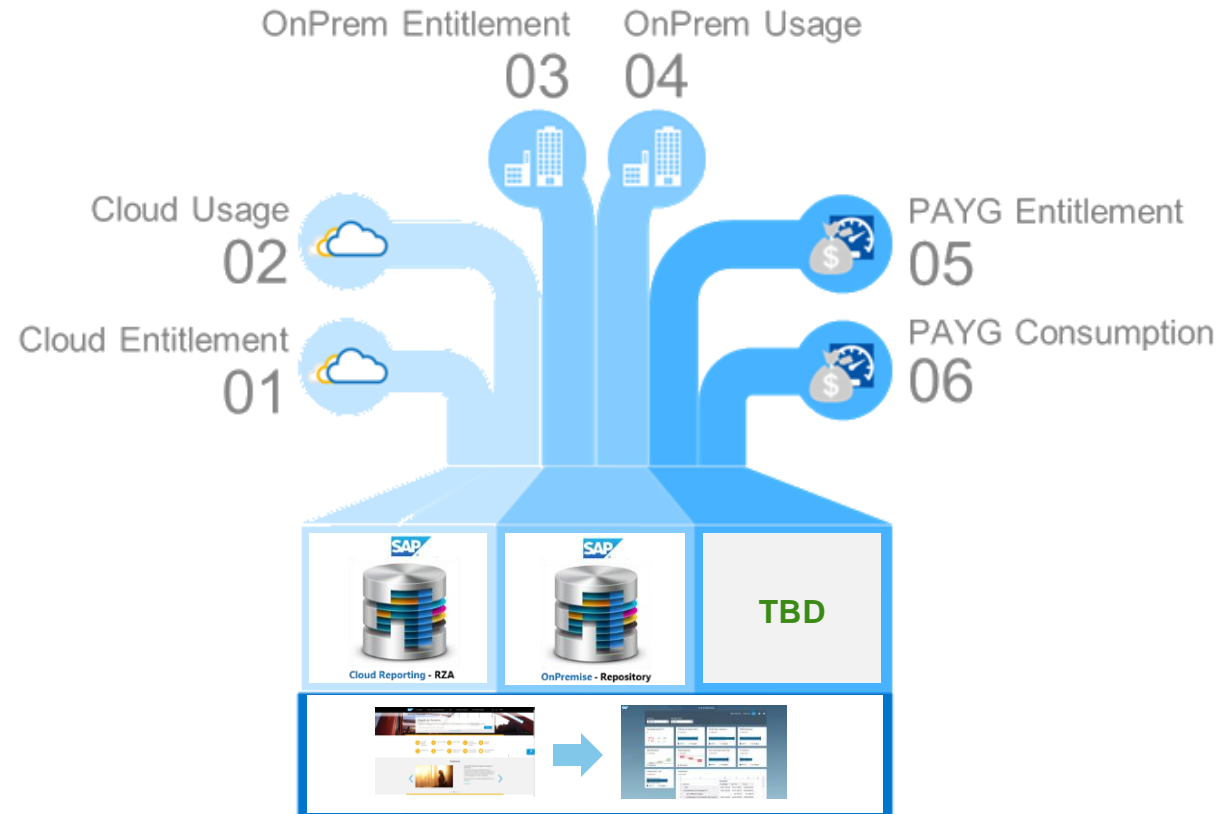 OnPrem Entitlement
03
OnPrem Usage
04
Cloud Usage
02
Cloud Entitlement
01
PAYG Entitlement
05
PAYG Consumption
06
SAP
Cloud Reporting - RZA
SAP
OnPremise - Repository
TBD